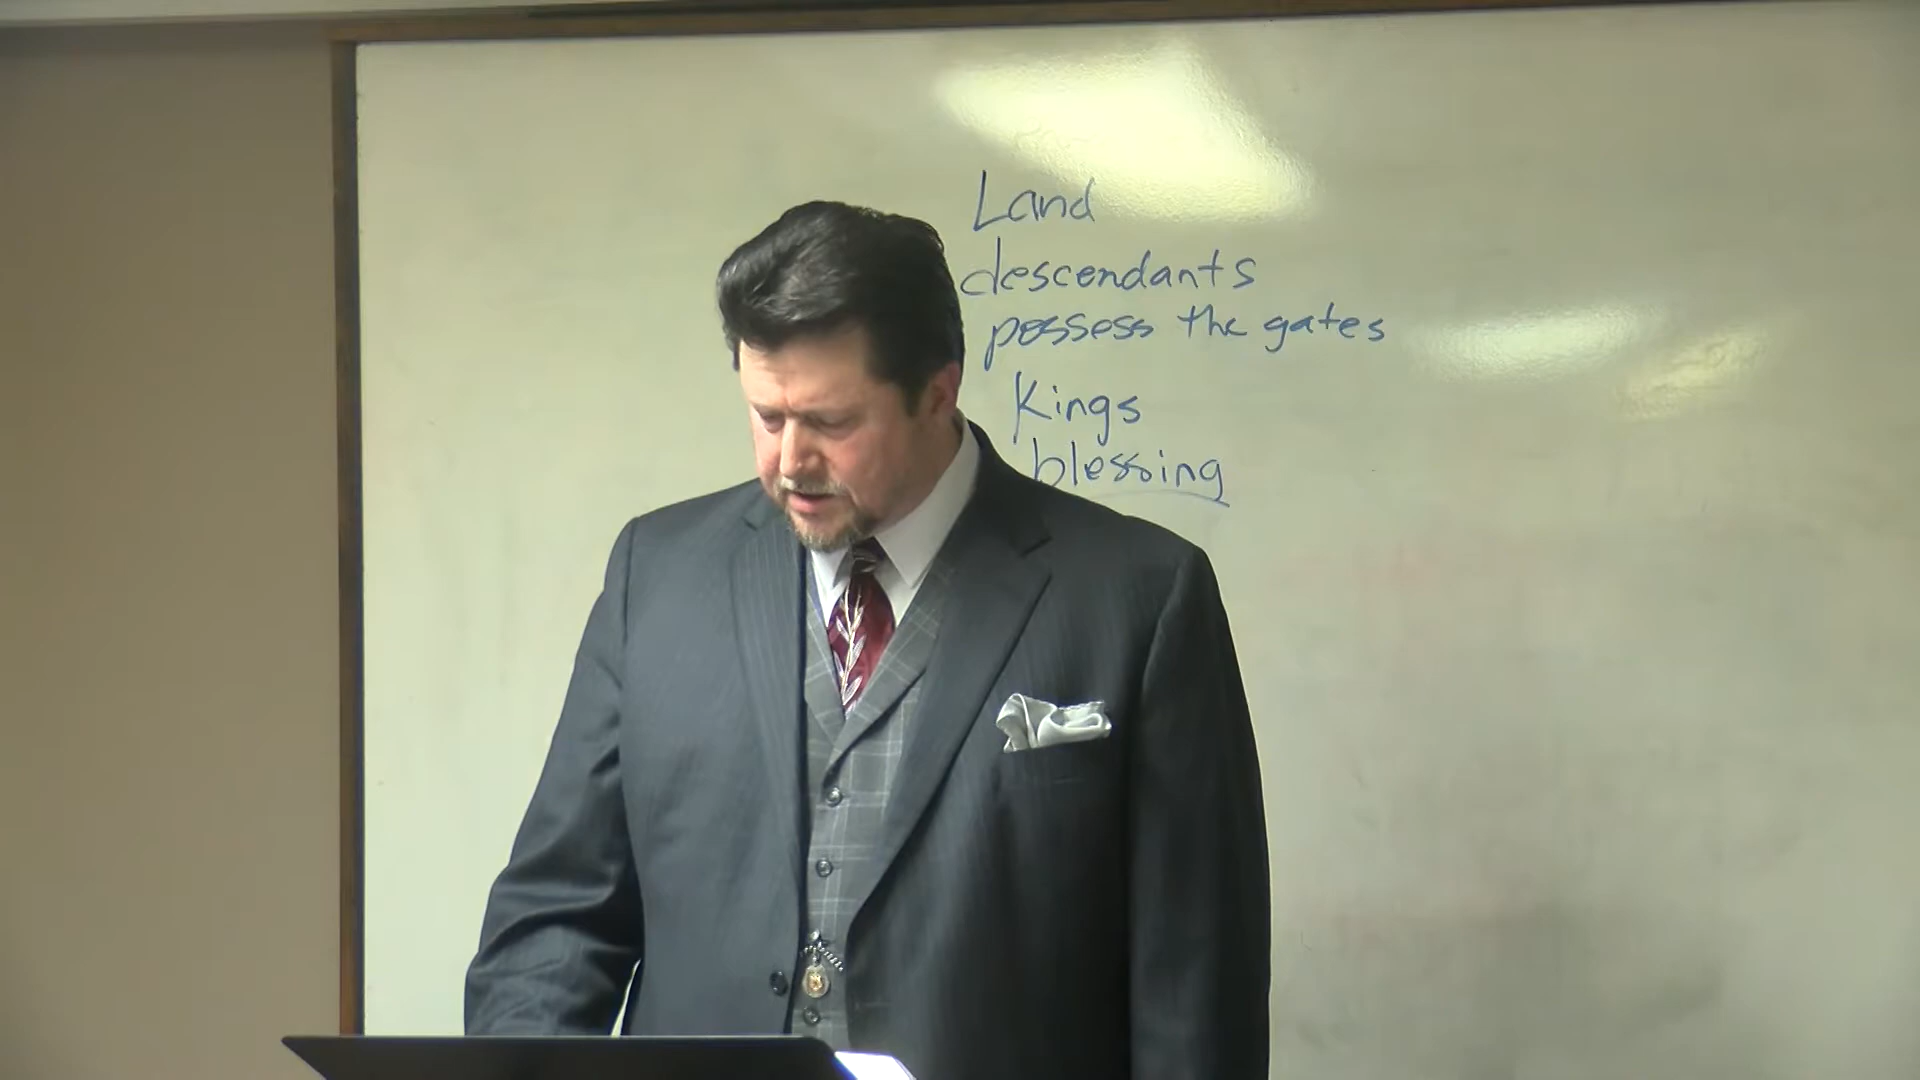 Land
descendants
possess the gates
Kings
blessing